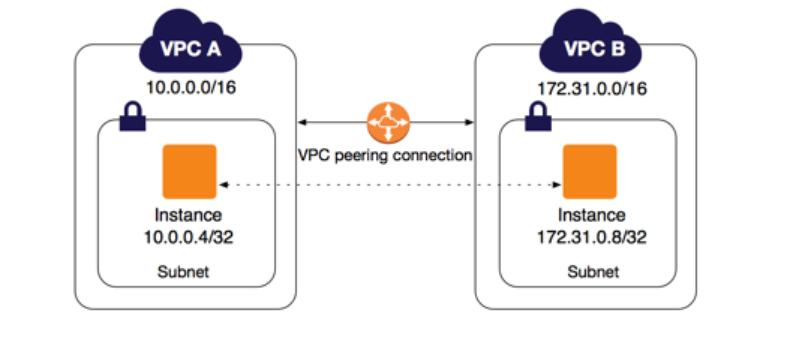 VPC A
10.0.0.0/16
Instance
10.0.0.4/32
Subnet
VPC peering connection
VPC B
172.31.0.0/16
Instance
172.31.0.8/32
Subnet